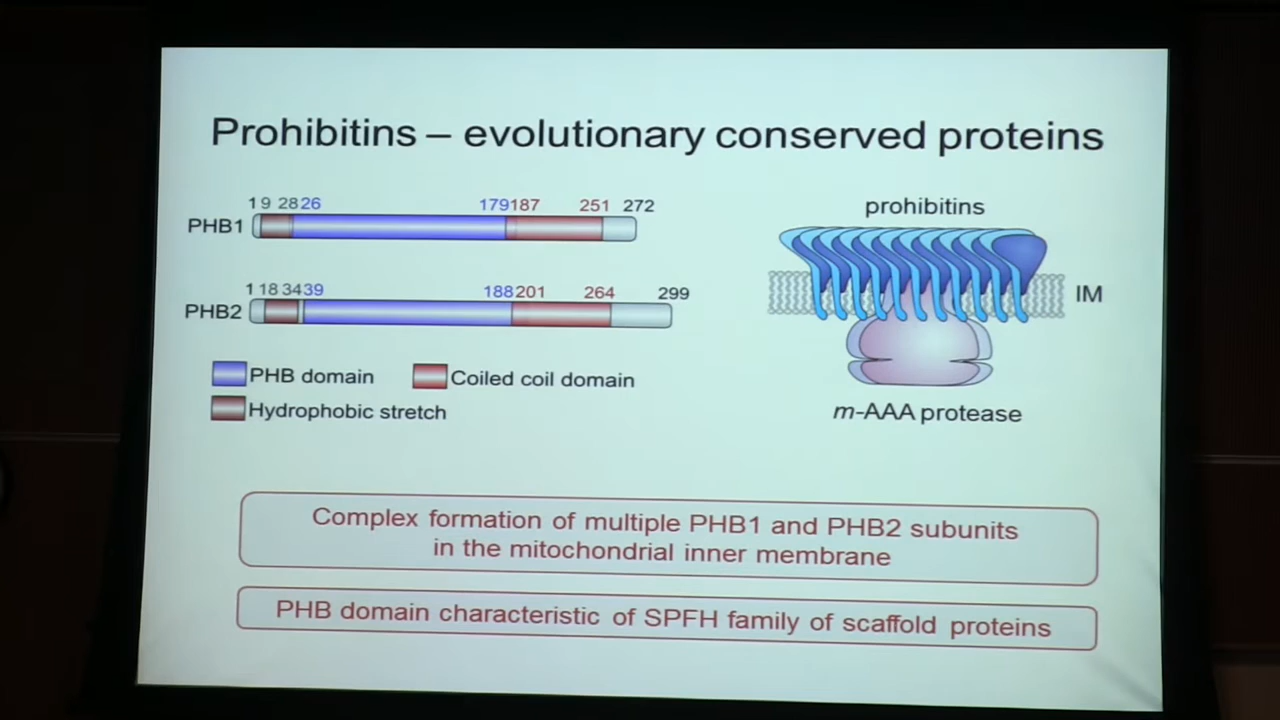 Prohibitins – evolutionary conserved proteins
1 9 28 26 179 187 251 272
PHB1
1 18 34 39 188 201 264 299
PHB2
PHB domain
Coiled coil domain
Hydrophobic stretch
prohibitins
IM
m-AAA protease
Complex formation of multiple PHB1 and PHB2 subunits
in the mitochondrial inner membrane
PHB domain characteristic of SPFH family of scaffold proteins